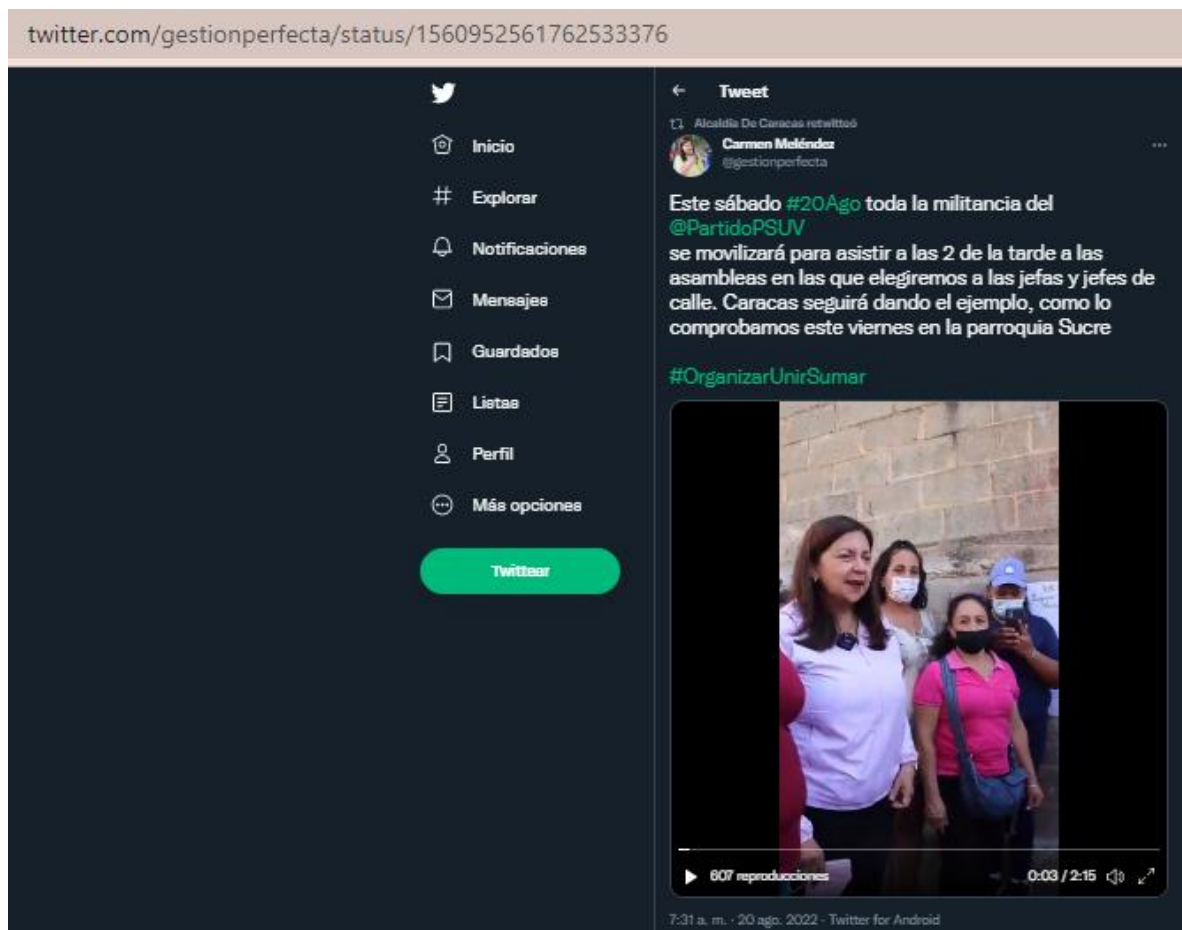 twitter.com/gestionperfecta/status/1560952561762533376
Inicio
Explorar
Notificaciones
Mensajes
Guardados
Listas
Perfil
Más opciones
Twittear
Tweet
Alcaldía De Caracas retwitteó
Carmen Meléndez
@gestionperfecta
Este sábado #20Ago toda la militancia del
@PartidoPSUV
se movilizará para asistir a las 2 de la tarde a las
asambleas en las que elegiremos a las jefas y jefes de
calle. Caracas seguirá dando el ejemplo, como lo
comprobamos este viernes en la parroquia Sucre
#OrganizarUnirSumar
607 reproducciones
0:03 / 2:15
7:31 a. m. · 20 ago. 2022 · Twitter for Android